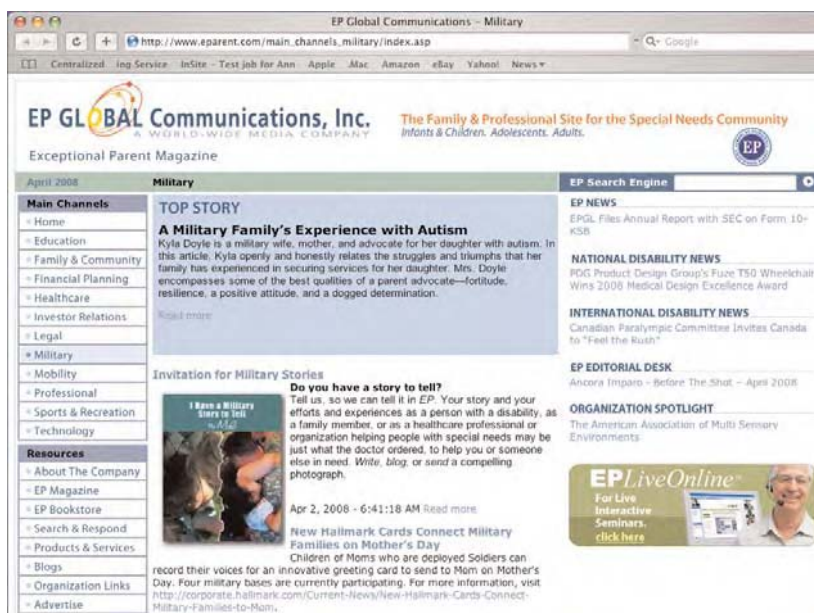 EP Global Communications – Military
http://www.eparent.com/main_channels_military/index.asp
Q- Google
Centralized ing Service InSite – Test job for Ann Apple .Mac Amazon eBay Yahoo! News
EP GLOBAL Communications, Inc.
A WORLD-WIDE MEDIA COMPANY
Exceptional Parent Magazine
The Family & Professional Site for the Special Needs Community
Infants & Children. Adolescents. Adults.
EP
April 2008
Military
EP Search Engine
Main Channels
Home
Education
Family & Community
Financial Planning
Healthcare
Investor Relations
Legal
Military
Mobility
Professional
Sports & Recreation
Technology
Resources
About The Company
EP Magazine
EP Bookstore
Search & Respond
Products & Services
Blogs
Organization Links
Advertise
TOP STORY
A Military Family's Experience with Autism
Kyla Doyle is a military wife, mother, and advocate for her daughter with autism. In
this article, Kyla openly and honestly relates the struggles and triumphs that her
family has experienced in securing services for her daughter. Mrs. Doyle
encompasses some of the best qualities of a parent advocate—fortitude,
resilience, a positive attitude, and a dogged determination.
Read more
Invitation for Military Stories
I Have a Military
Story to Tell
Do you have a story to tell?
Tell us, so we can tell it in EP. Your story and your
efforts and experiences as a person with a disability, as
a family member, or as a healthcare professional or
organization helping people with special needs may be
just what the doctor ordered, to help you or someone
else in need. Write, blog, or send a compelling
photograph.
Apr 2, 2008 - 6:41:18 AM Read more
New Hallmark Cards Connect Military
Families on Mother's Day
Children of Moms who are deployed Soldiers can
record their voices for an innovative greeting card to send to Mom on Mother's
Day. Four military bases are currently participating. For more information, visit
http://corporate.hallmark.com/Current-News/New-Hallmark-Cards-Connect-
Military-Families-to-Mom.
EP NEWS
EPGL Files Annual Report with SEC on Form 10-
KSB
NATIONAL DISABILITY NEWS
PDG Product Design Group's Fuze T50 Wheelchair
Wins 2008 Medical Design Excellence Award
INTERNATIONAL DISABILITY NEWS
Canadian Paralympic Committee Invites Canada
to "Feel the Rush"
EP EDITORIAL DESK
Ancora Imparo - Before The Shot – April 2008
ORGANIZATION SPOTLIGHT
The American Association of Multi Sensory
Environments
EPLiveOnline
For Live
Interactive
Seminars.
click here